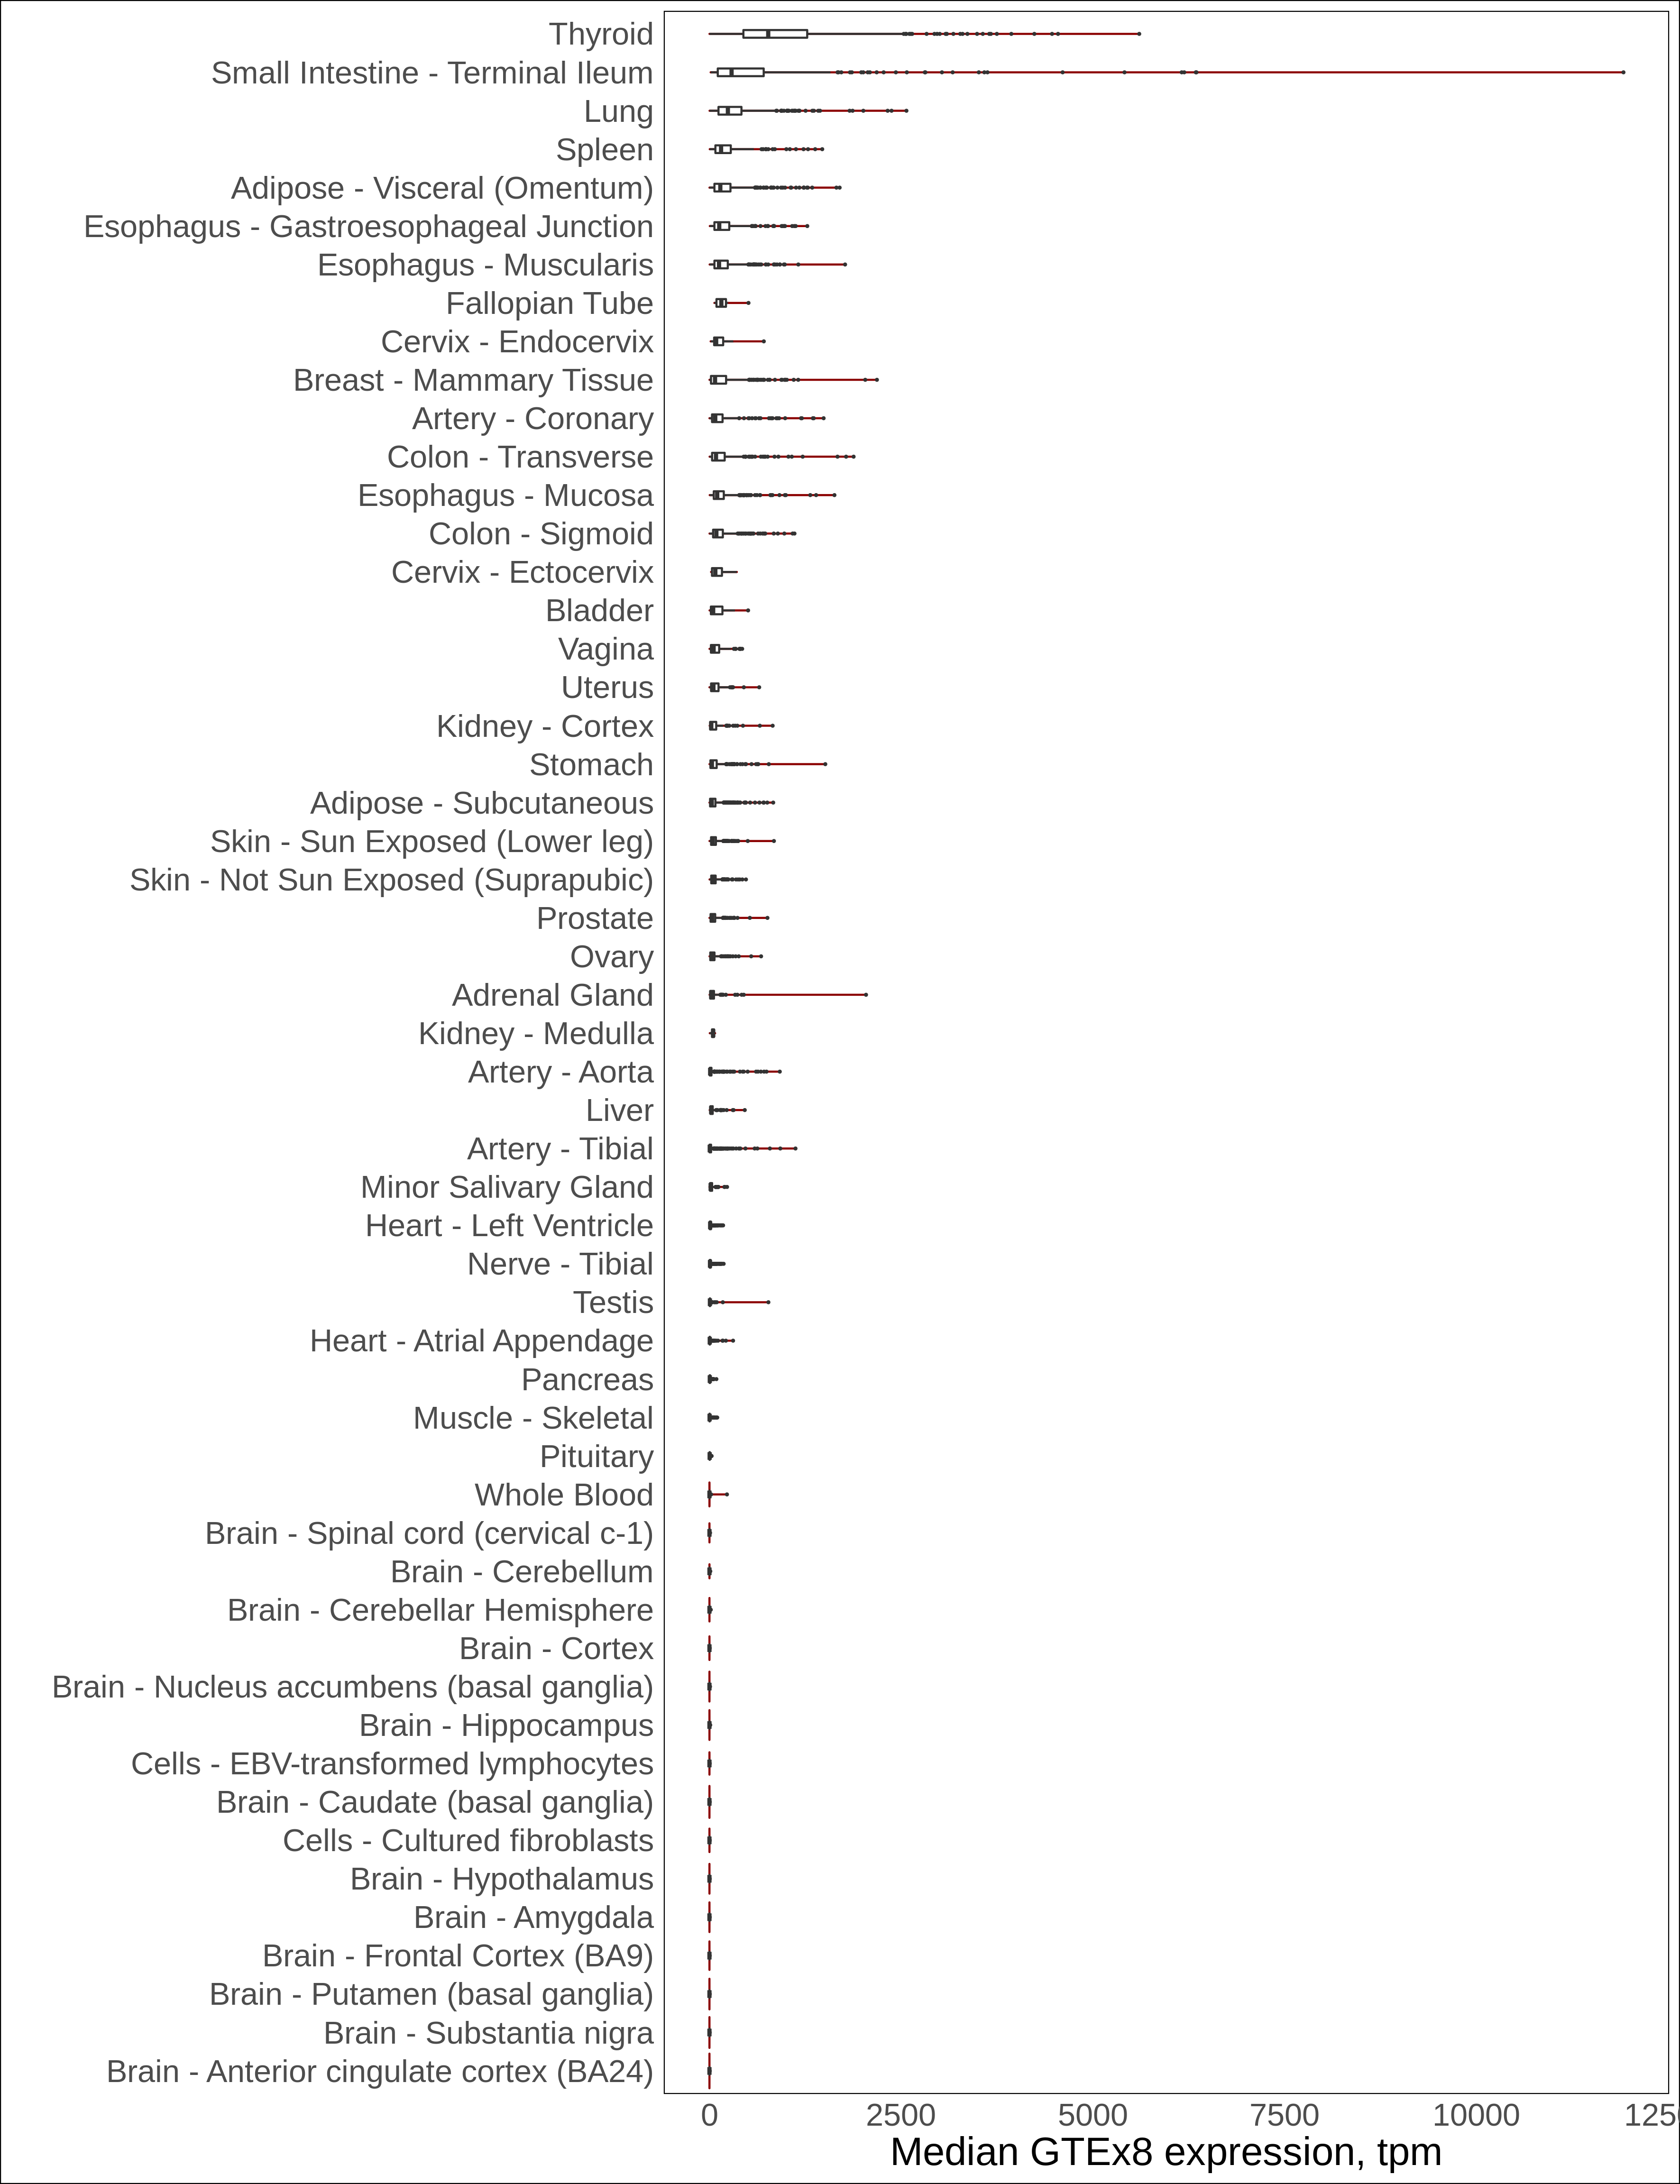 Thyroid
Small Intestine - Terminal Ileum
Lung
Spleen
Adipose - Visceral (Omentum)
Esophagus - Gastroesophageal Junction
Esophagus - Muscularis
Fallopian Tube
Cervix - Endocervix
Breast - Mammary Tissue
Artery - Coronary
Colon - Transverse
Esophagus - Mucosa
Colon - Sigmoid
Cervix - Ectocervix
Bladder
Vagina
Uterus
Kidney - Cortex
Stomach
Adipose - Subcutaneous
Skin - Sun Exposed (Lower leg)
Skin - Not Sun Exposed (Suprapubic)
Prostate
Ovary
Adrenal Gland
Kidney - Medulla
Artery - Aorta
Liver
Artery - Tibial
Minor Salivary Gland
Heart - Left Ventricle
Nerve - Tibial
Testis
Heart - Atrial Appendage
Pancreas
Muscle - Skeletal
Pituitary
Whole Blood
Brain - Spinal cord (cervical c-1)
Brain - Cerebellum
Brain - Cerebellar Hemisphere
Brain - Cortex
Brain - Nucleus accumbens (basal ganglia)
Brain - Hippocampus
Cells - EBV-transformed lymphocytes
Brain - Caudate (basal ganglia)
Cells - Cultured fibroblasts
Brain - Hypothalamus
Brain - Amygdala
Brain - Frontal Cortex (BA9)
Brain - Putamen (basal ganglia)
Brain - Substantia nigra
Brain - Anterior cingulate cortex (BA24)
0 2500 5000 7500 10000
Median GTEx8 expression, tpm